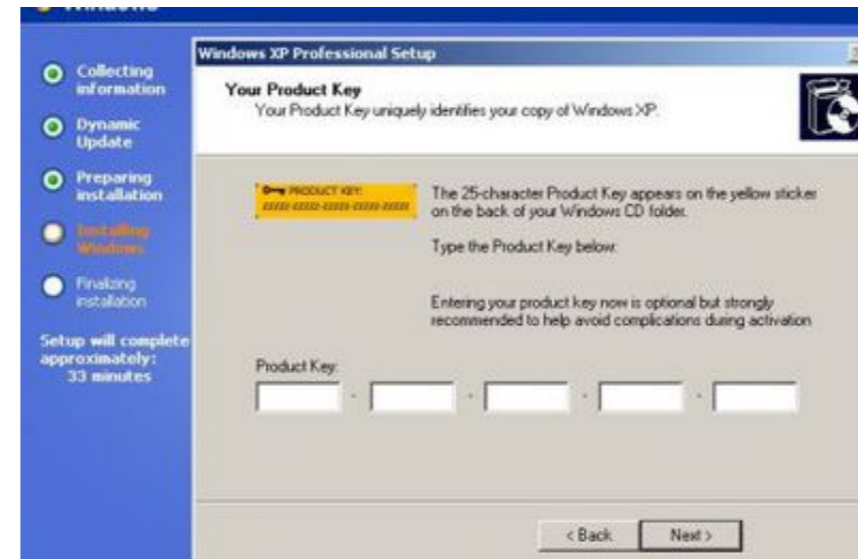 Windows
Collecting
information
Dynamic
Update
Preparing
installation
Installing
Windows
Finalizing
installation
Setup will complete
approximately:
33 minutes
Windows XP Professional Setup
Your Product Key
Your Product Key uniquely identifies your copy of Windows XP.
PRODUCT KEY:
The 25-character Product Key appears on the yellow sticker
on the back of your Windows CD folder.
Type the Product Key below:
Entering your product key now is optional but strongly
recommended to help avoid complications during activation
Product Key:
- - - -
< Back
Next >